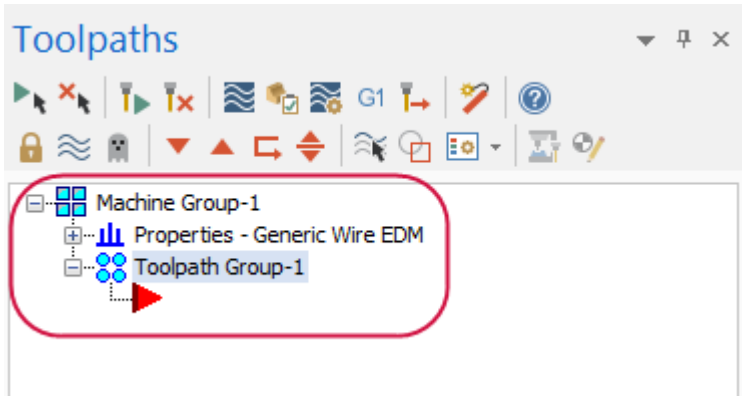 Toolpaths
G1
Machine Group-1
Properties - Generic Wire EDM
Toolpath Group-1